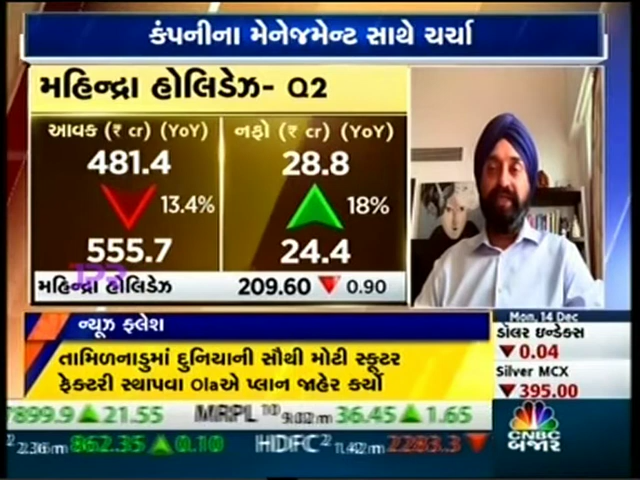 કંપનીના મેનેજમેન્ટ સાથે ચર્ચા
મહિન્દ્રા હોલિડેઝ- Q2
આવક (₹ cr) (YoY)
481.4
13.4%
555.7
નફો (₹ cr) (YoY)
28.8
18%
24.4
મહિન્દ્રા હોલિડેઝ 209.60 0.90
ન્યૂઝ ફ્લેશ
તામિળનાડુમાં દુનિયાની સૌથી મોટી સ્કૂટર
ફેક્ટરી સ્થાપવા Olaએ પ્લાન જાહેર કર્યો
Mon, 14 Dec
ડોલર ઇન્ડેક્સ
0.04
Silver MCX
395.00
7899.9 21.55 MRPL 36.45 1.65
862.35 0.10 HDFC 2283.3
CNBC
બજાર